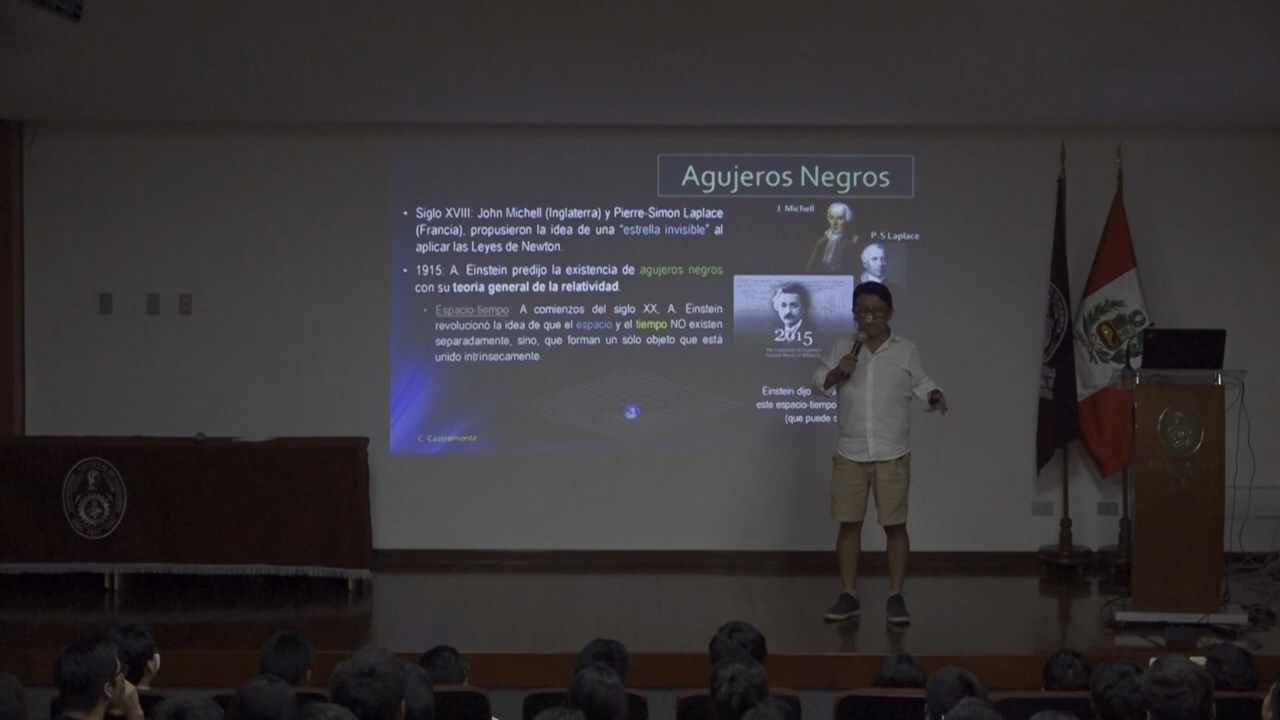 Agujeros Negros
• Siglo XVIII: John Michell (Inglaterra) y Pierre-Simon Laplace
(Francia), propusieron la idea de una "estrella invisible" al
aplicar las Leyes de Newton.
• 1915: A. Einstein predijo la existencia de agujeros negros
con su teoría general de la relatividad.
• Espacio-tiempo: A comienzos del siglo XX, A. Einstein
revolucionó la idea de que el espacio y el tiempo NO existen
separadamente, sino, que forman un sólo objeto que está
unido intrinsecamente.
J. Michell
P-S Laplace
2015
Einstein dijo
este espacio-tiempo
(que puede
C. Castromonte